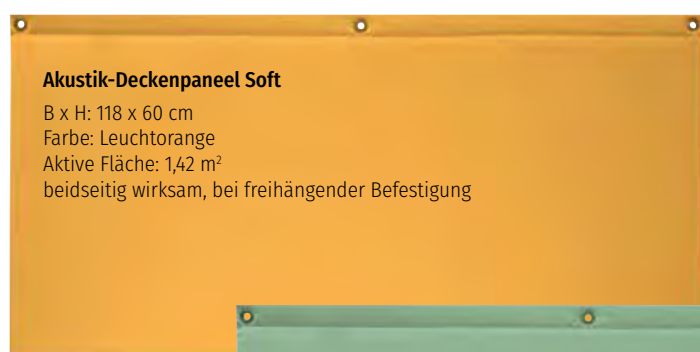 Akustik-Deckenpaneel Soft
B x H: 118 x 60 cm
Farbe: Leuchtorange
Aktive Fläche: 1,42 m²
beidseitig wirksam, bei freihängender Befestigung